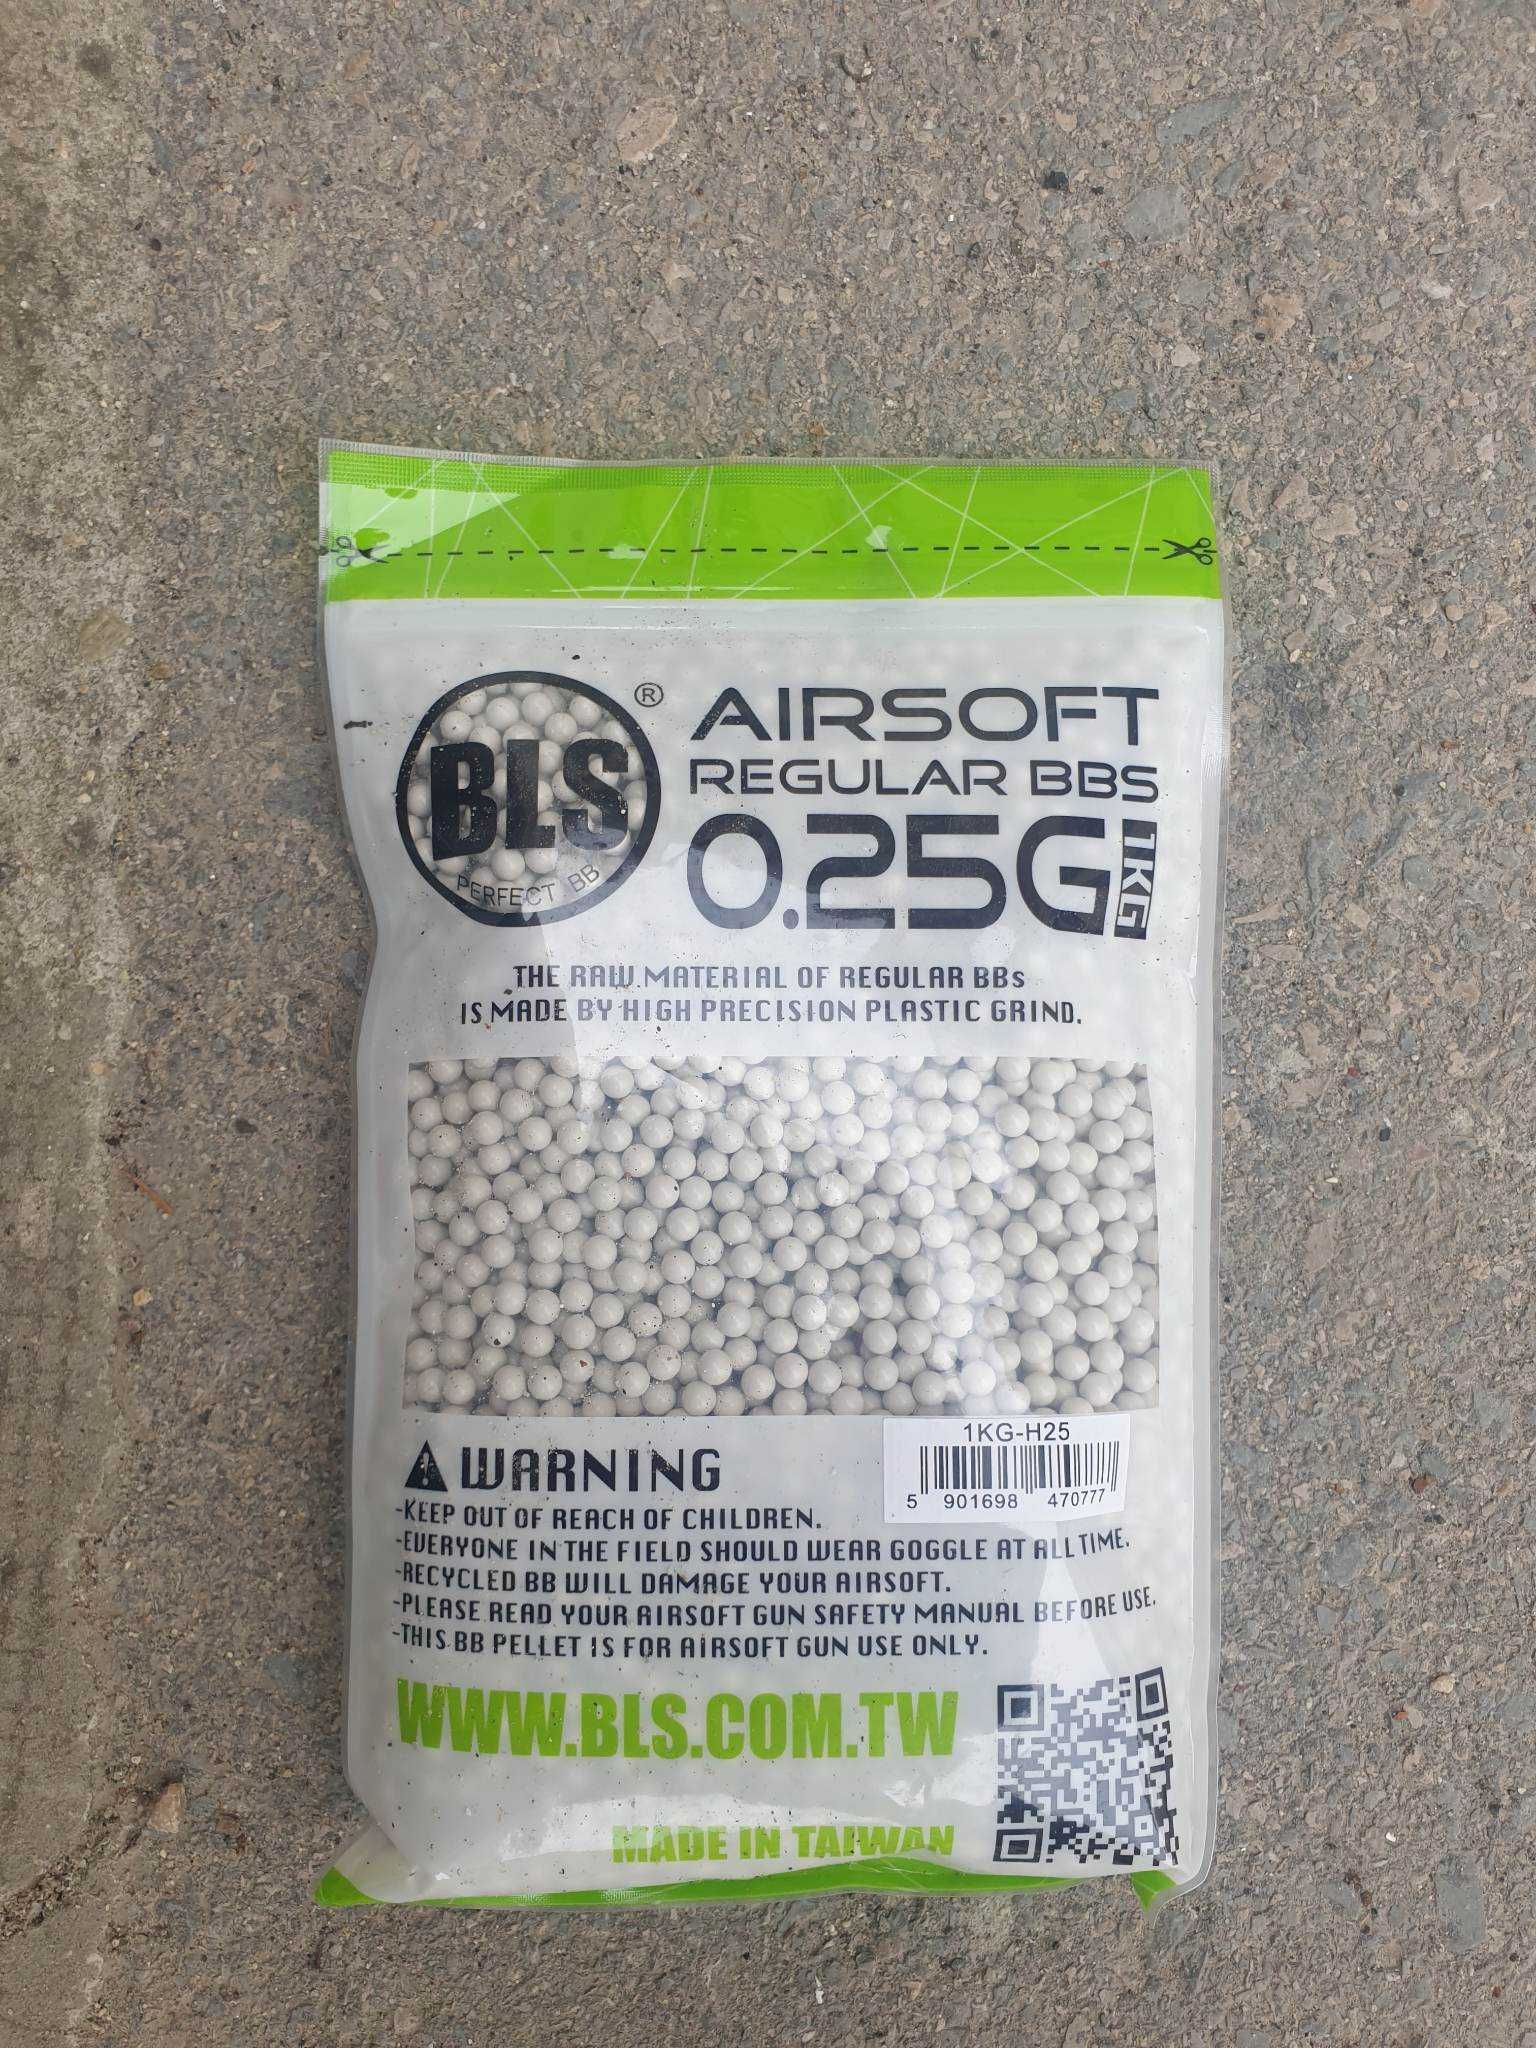 BLS
®
PERFECT BB
AIRSOFT
REGULAR BBS
0.25G
1KG
THE RAW MATERIAL OF REGULAR BBs
IS MADE BY HIGH PRECISION PLASTIC GRIND.
1KG-H25
5 901698 470777
WARNING
-KEEP OUT OF REACH OF CHILDREN.
-EVERYONE IN THE FIELD SHOULD WEAR GOGGLE AT ALL TIME.
-RECYCLED BB WILL DAMAGE YOUR AIRSOFT.
-PLEASE READ YOUR AIRSOFT GUN SAFETY MANUAL BEFORE USE.
-THIS BB PELLET IS FOR AIRSOFT GUN USE ONLY.
WWW.BLS.COM.TW
MADE IN TAIWAN